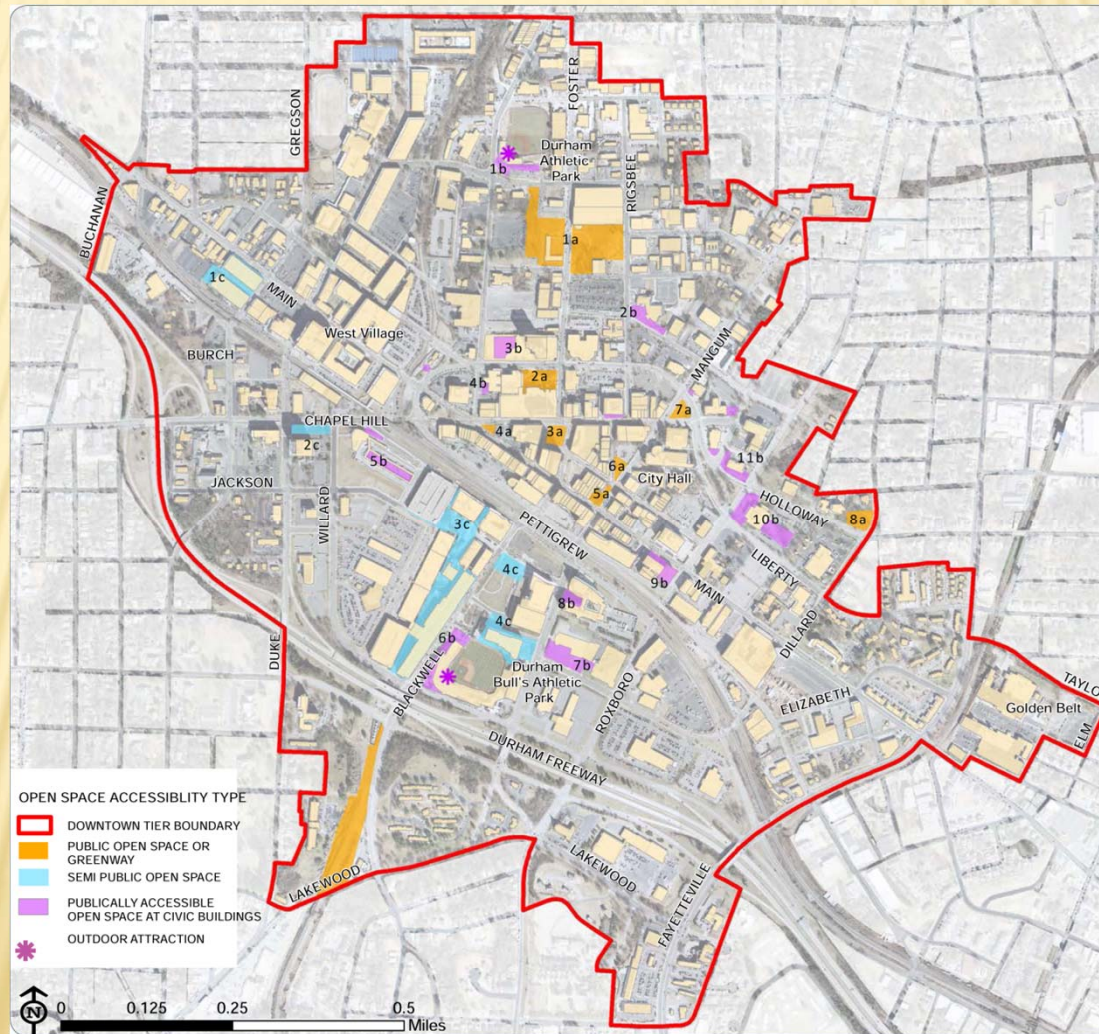 FOSTER
GREGSON
Durham
Athletic
Park
1b
RIGSBEE
BUCHANAN
1a
1c
MAIN
2b
West Village
MANGUM
3b
BURCH
2a
4b
7a
CHAPEL HILL
4a
3a
2c
11b
5b
6a
City Hall
JACKSON
HOLLOWAY
5a
WILLARD
10b
8a
3c
PETTIGREW
LIBERTY
4c
9b
MAIN
8b
DILLARD
4c
DUKE
6b
BLACKWELL
7b
Durham
Bull's Athletic
Park
TAYLO
ELIZABETH
Golden Belt
ROXBORO
ELM
DURHAM FREEWAY
OPEN SPACE ACCESSIBLITY TYPE
DOWNTOWN TIER BOUNDARY
PUBLIC OPEN SPACE OR
GREENWAY
SEMI PUBLIC OPEN SPACE
PUBLICALLY ACCESSIBLE
OPEN SPACE AT CIVIC BUILDINGS
OUTDOOR ATTRACTION
LAKEWOOD
LAKEWOOD
FAYETTEVILLE
N
0 0.125 0.25 0.5
Miles